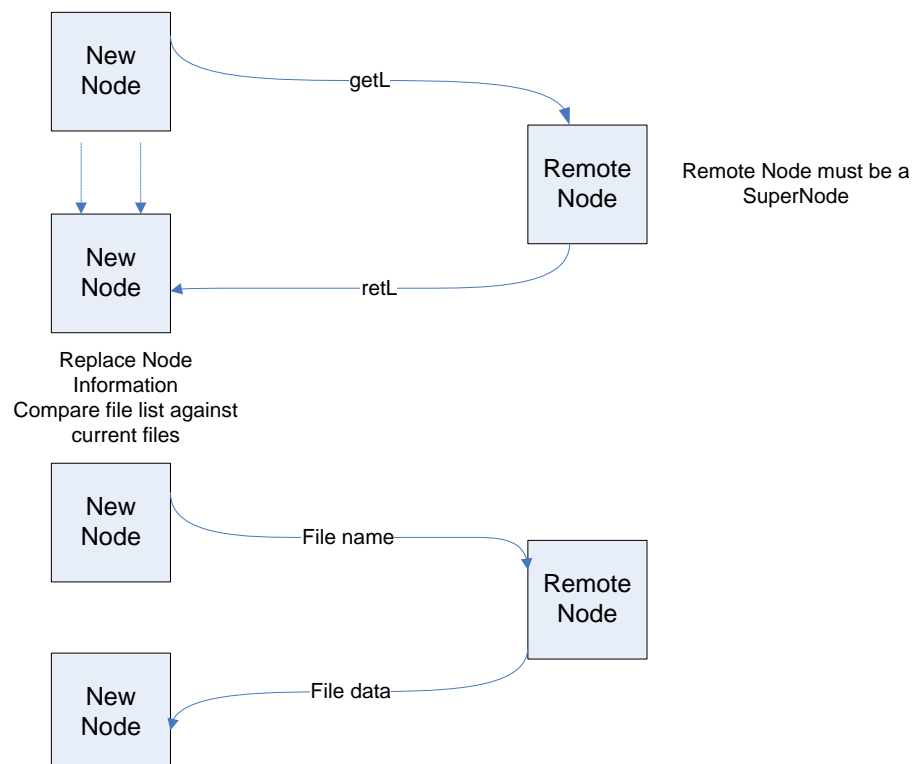 New
Node
getL
Remote
Node
Remote Node must be a
SuperNode
New
Node
retL
Replace Node
Information
Compare file list against
current files
New
Node
File name
Remote
Node
New
Node
File data